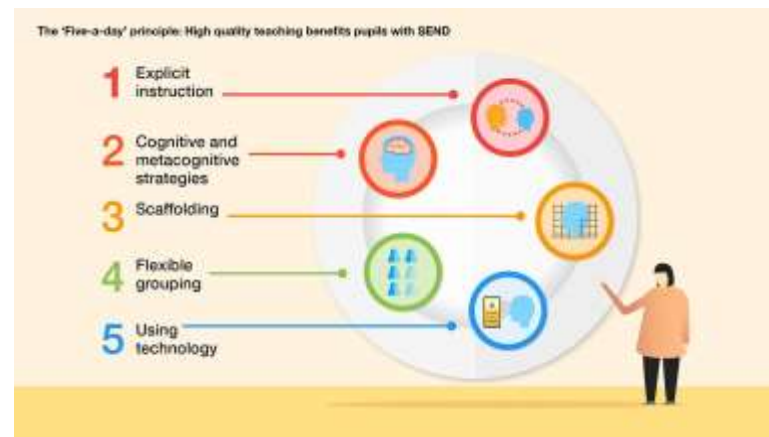 The 'Five-a-day' principle: High quality teaching benefits pupils with SEND
1 Explicit
instruction
2 Cognitive and
metacognitive
strategies
3 Scaffolding
4 Flexible
grouping
5 Using
technology